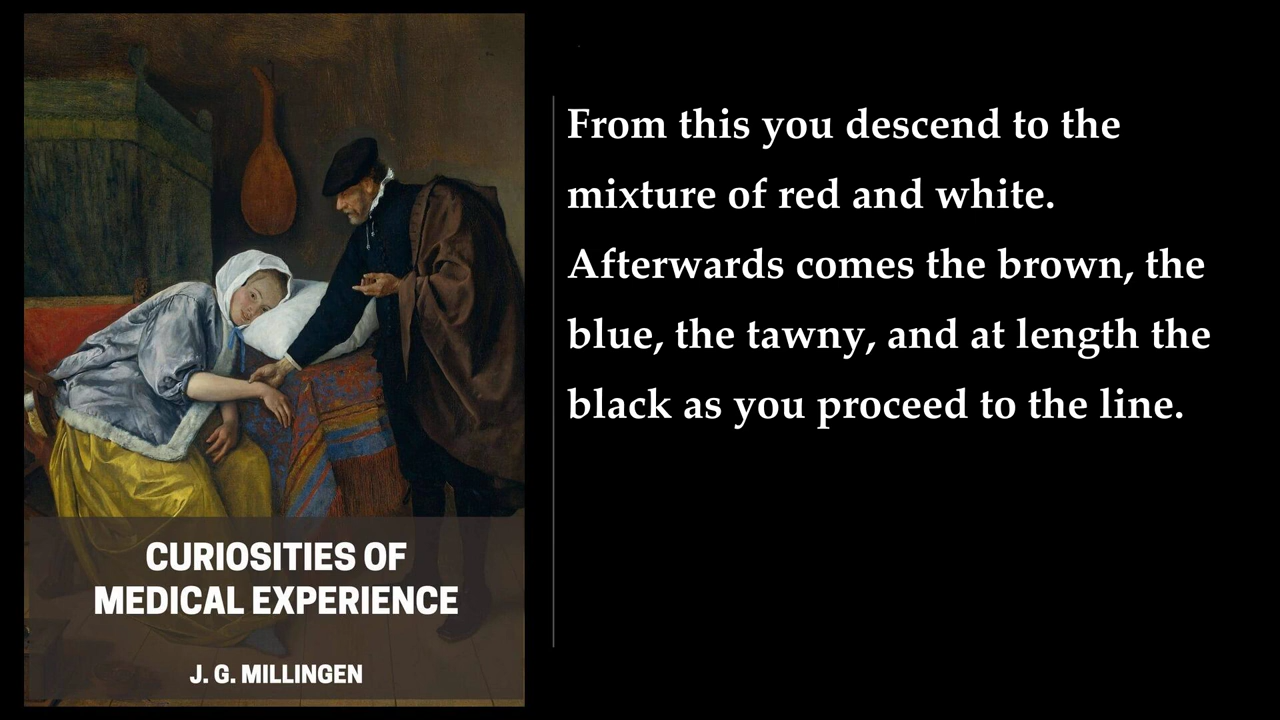 CURIOSITIES OF
MEDICAL EXPERIENCE
J. G. MILLINGEN
From this you descend to the
mixture of red and white.
Afterwards comes the brown, the
blue, the tawny, and at length the
black as you proceed to the line.